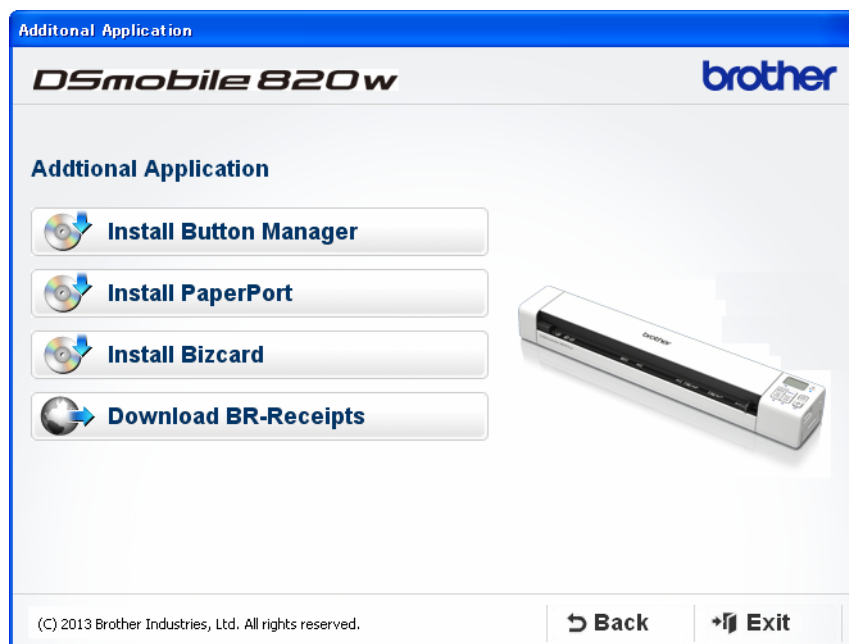 Additonal Application
DSmobile 820w
brother
Addtional Application
Install Button Manager
Install PaperPort
Install Bizcard
Download BR-Receipts
brother
(C) 2013 Brother Industries, Ltd. All rights reserved.
Back
Exit